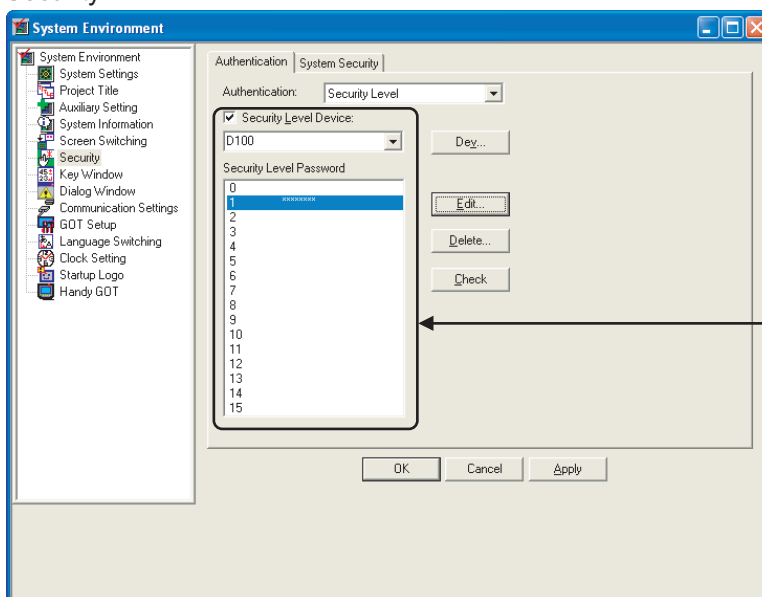 System Environment
System Environment
System Settings
Project Title
Auxiliary Setting
System Information
Screen Switching
Security
Key Window
Dialog Window
Communication Settings
GOT Setup
Language Switching
Clock Setting
Startup Logo
Handy GOT
Authentication
System Security
Authentication:
Security Level
Security Level Device:
D100
Dev...
Security Level Password
0
1 ********
2
3
4
5
6
7
8
9
10
11
12
13
14
15
Edit...
Delete...
Check
OK
Cancel
Apply